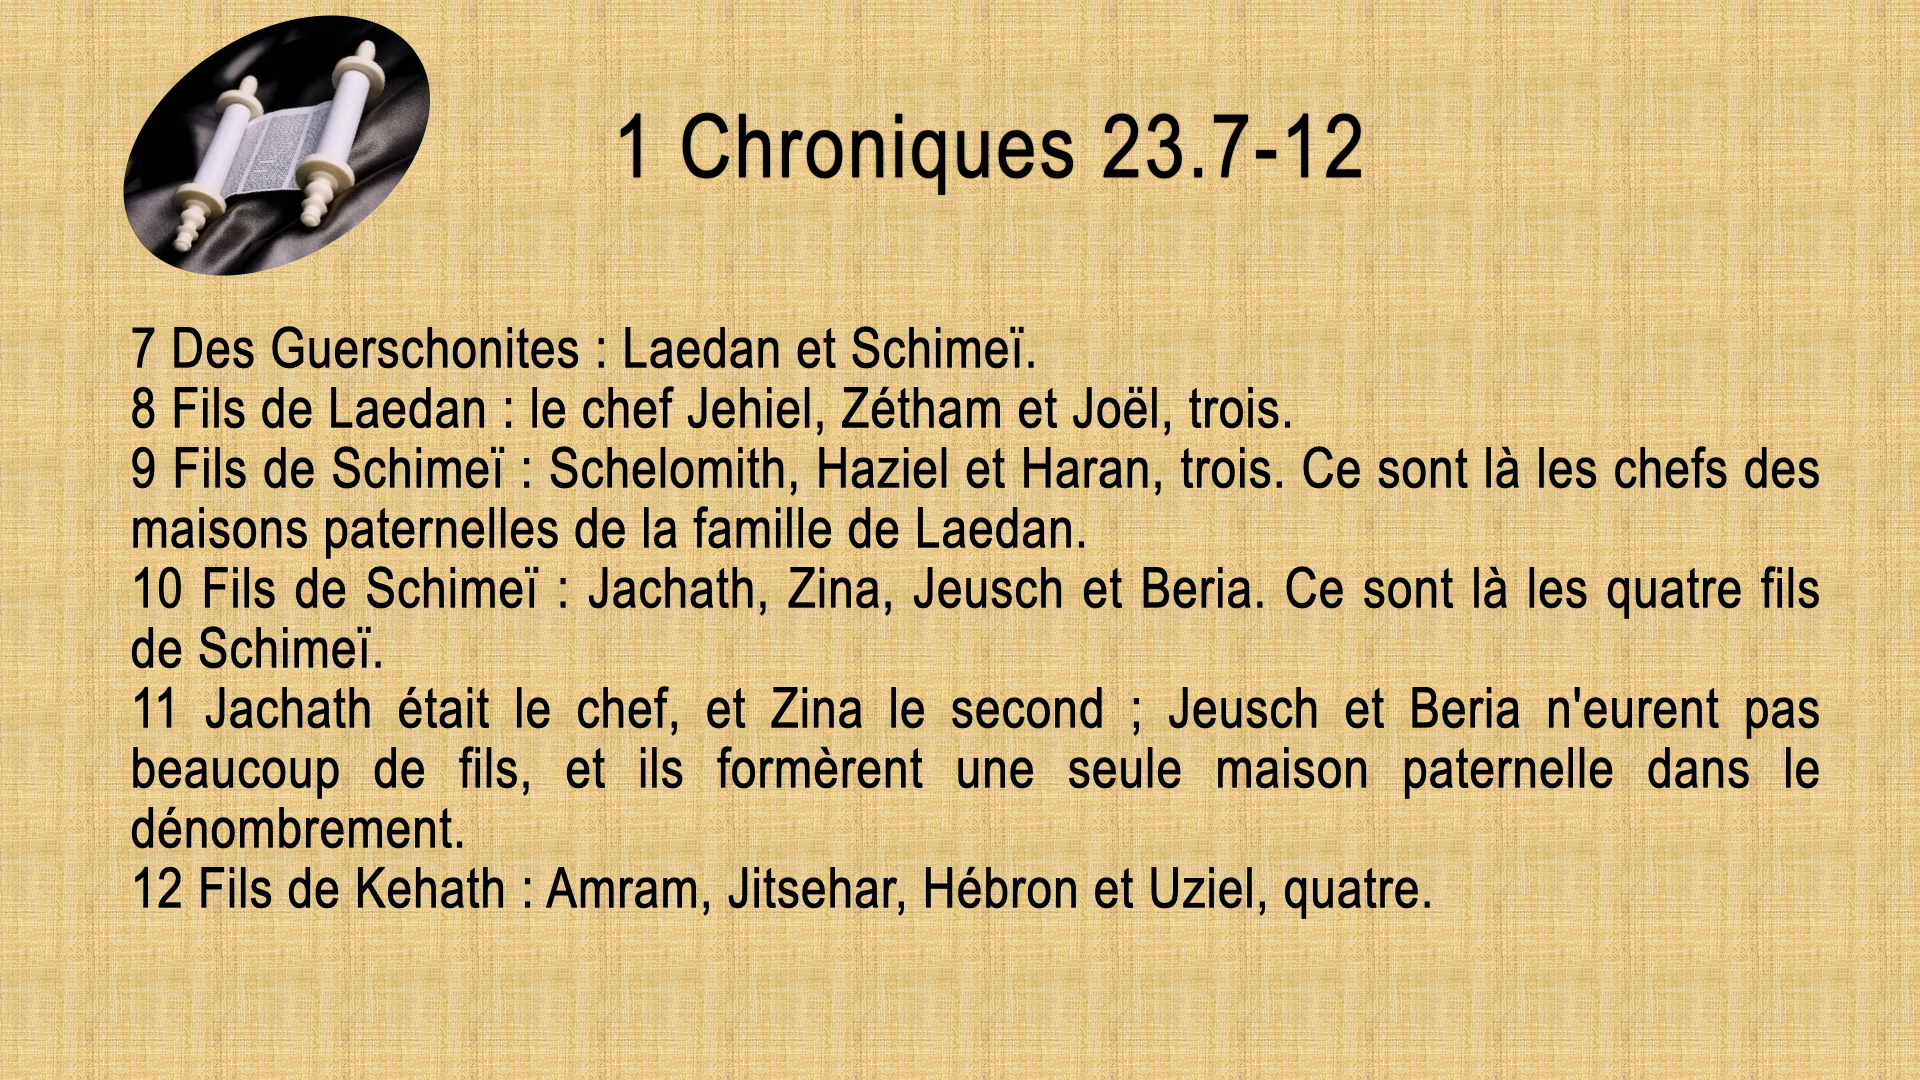 1 Chroniques 23.7-12
7 Des Guerschonites : Laedan et Schimeï.
8 Fils de Laedan : le chef Jehiel, Zétham et Joël, trois.
9 Fils de Schimeï : Schelomith, Haziel et Haran, trois. Ce sont là les chefs des
maisons paternelles de la famille de Laedan.
10 Fils de Schimeï : Jachath, Zina, Jeusch et Beria. Ce sont là les quatre fils
de Schimeï.
11 Jachath était le chef, et Zina le second ; Jeusch et Beria n'eurent pas
beaucoup de fils, et ils formèrent une seule maison paternelle dans le
dénombrement.
12 Fils de Kehath : Amram, Jitsehar, Hébron et Uziel, quatre.